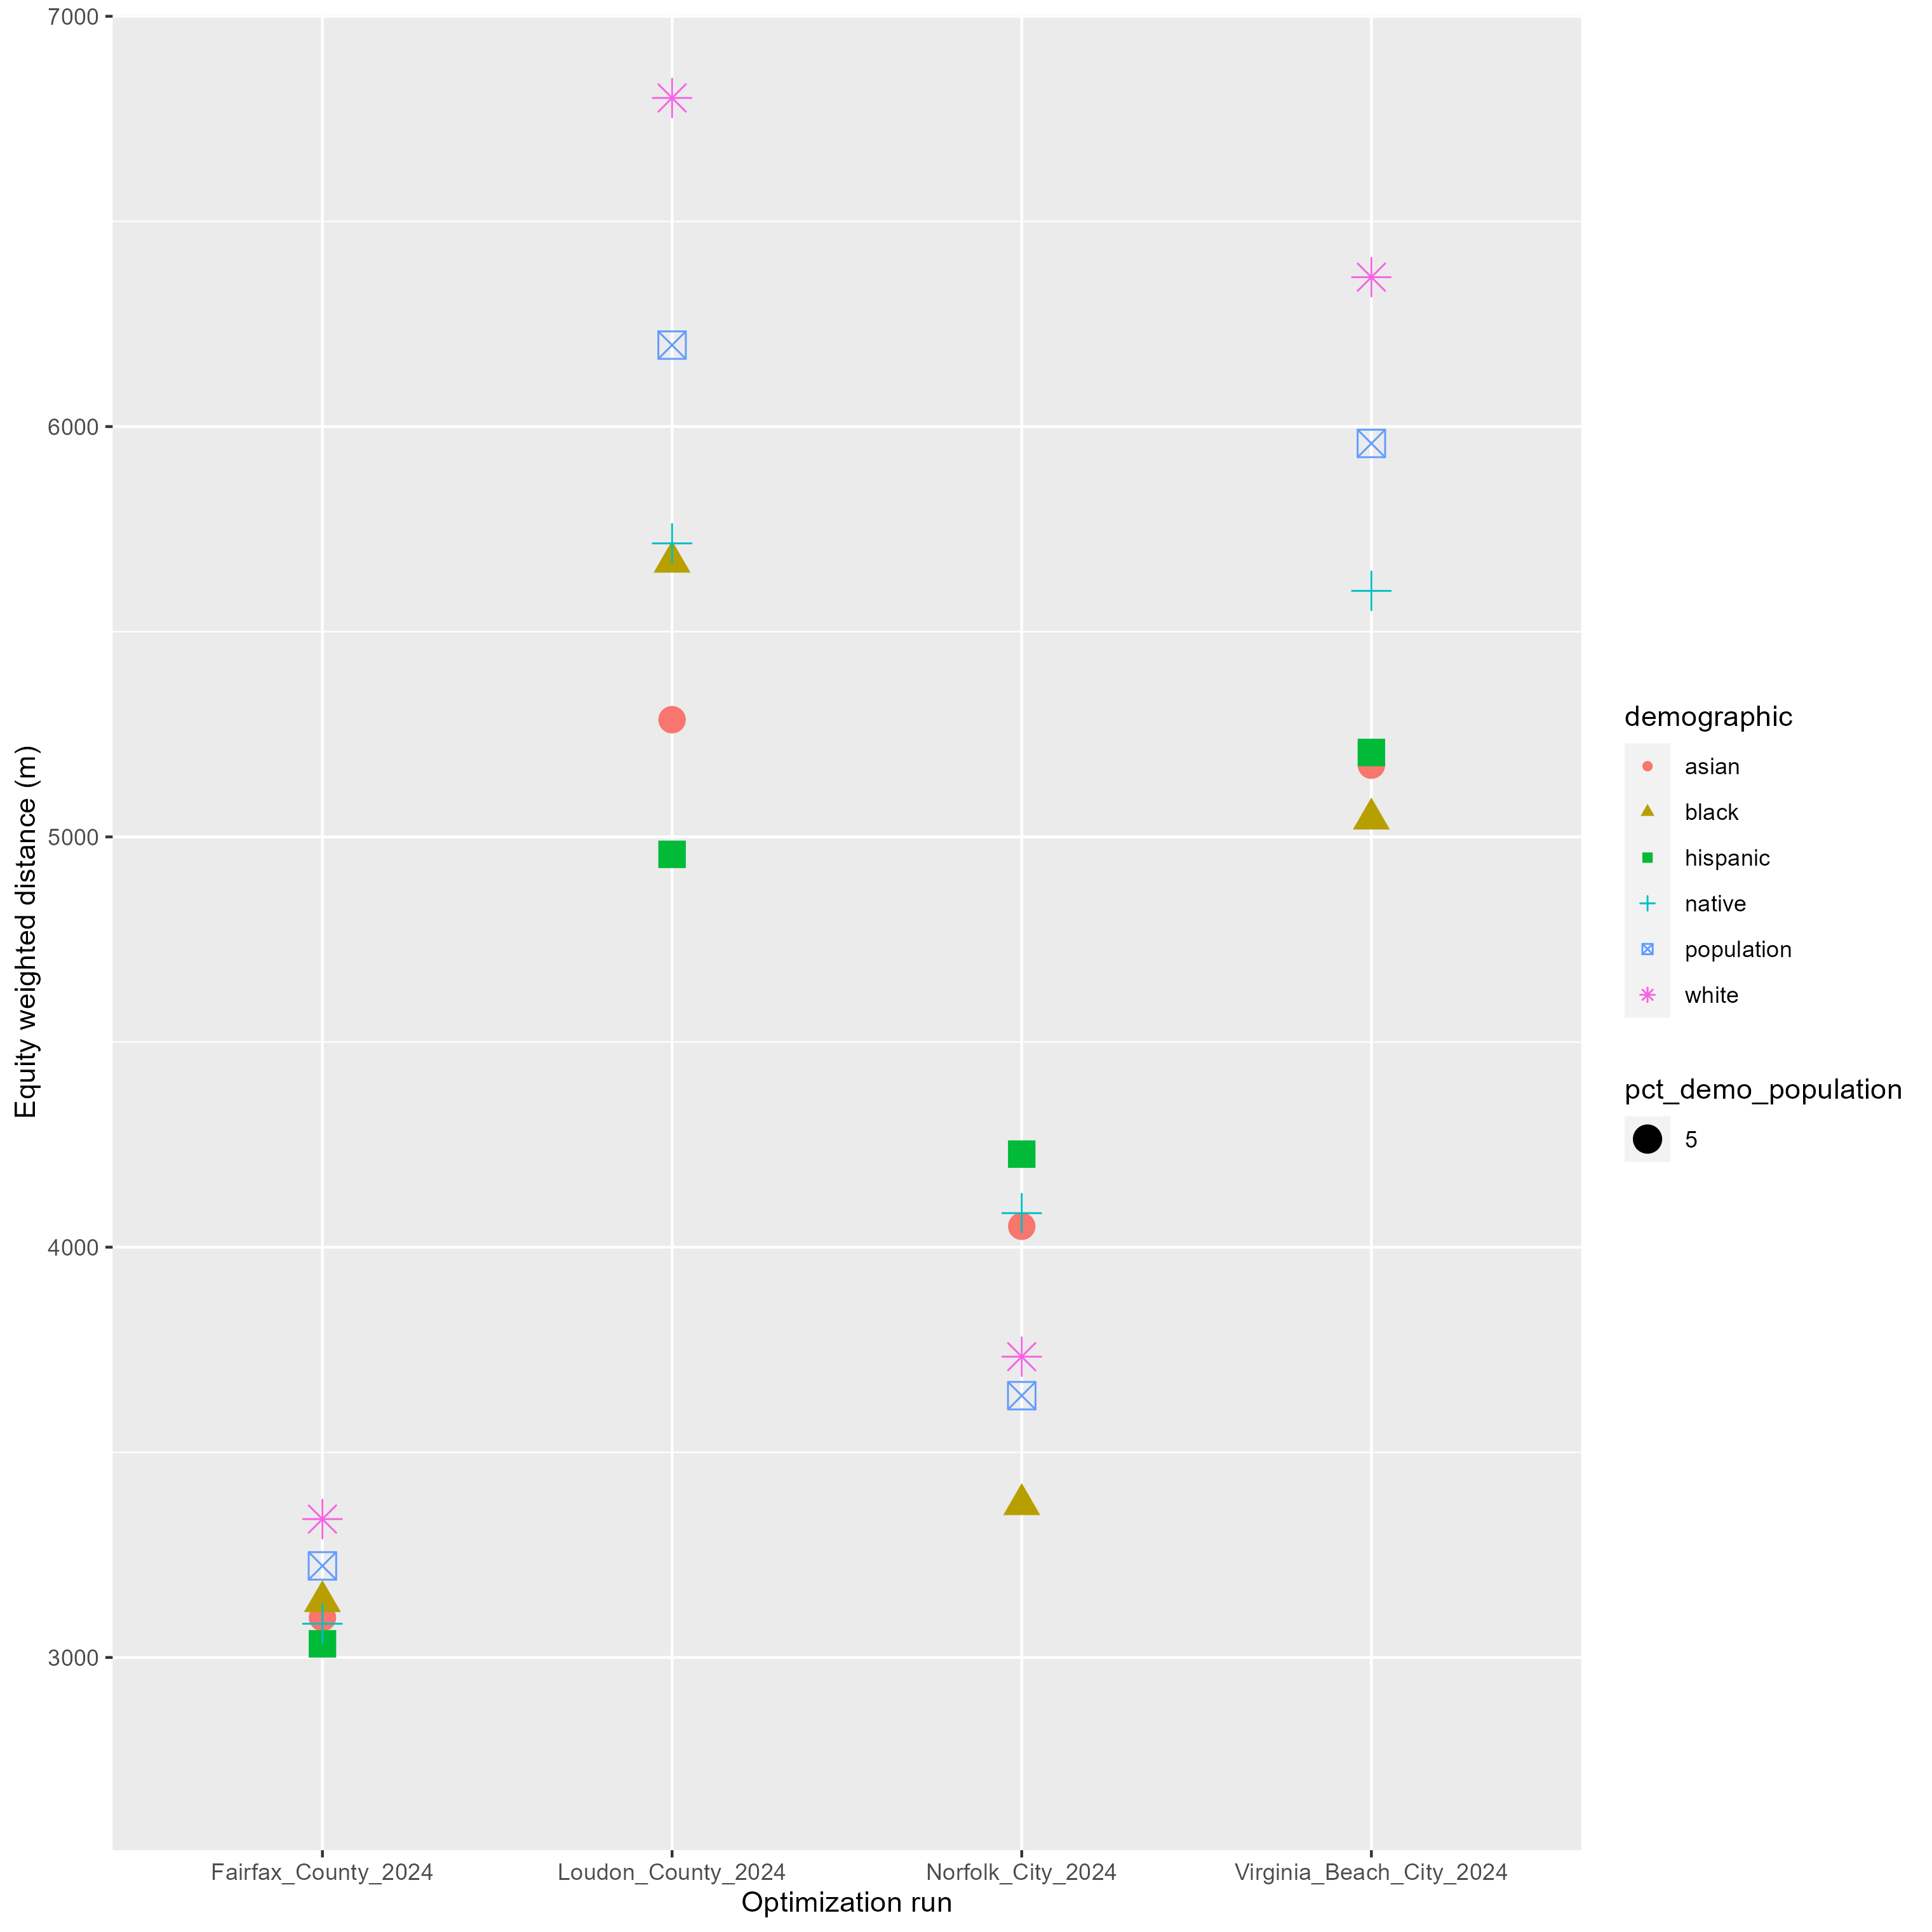 7000
6000
5000
4000
3000
Equity weighted distance (m)
Fairfax_County_2024
Loudon_County_2024
Norfolk_City_2024
Virginia_Beach_City_2024
Optimization run
demographic
asian
black
hispanic
native
population
white
pct_demo_population
5